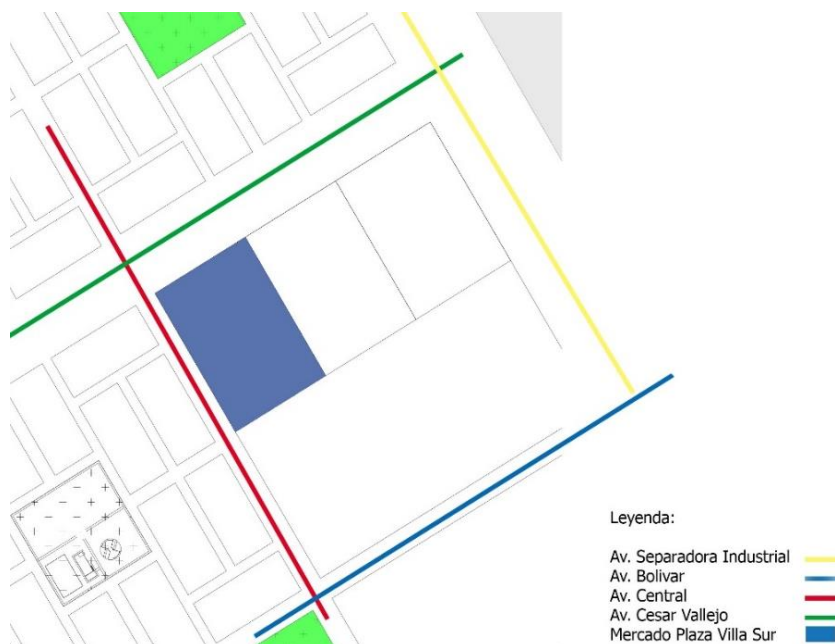 Leyenda:
Av. Separadora Industrial
Av. Bolivar
Av. Central
Av. Cesar Vallejo
Mercado Plaza Villa Sur